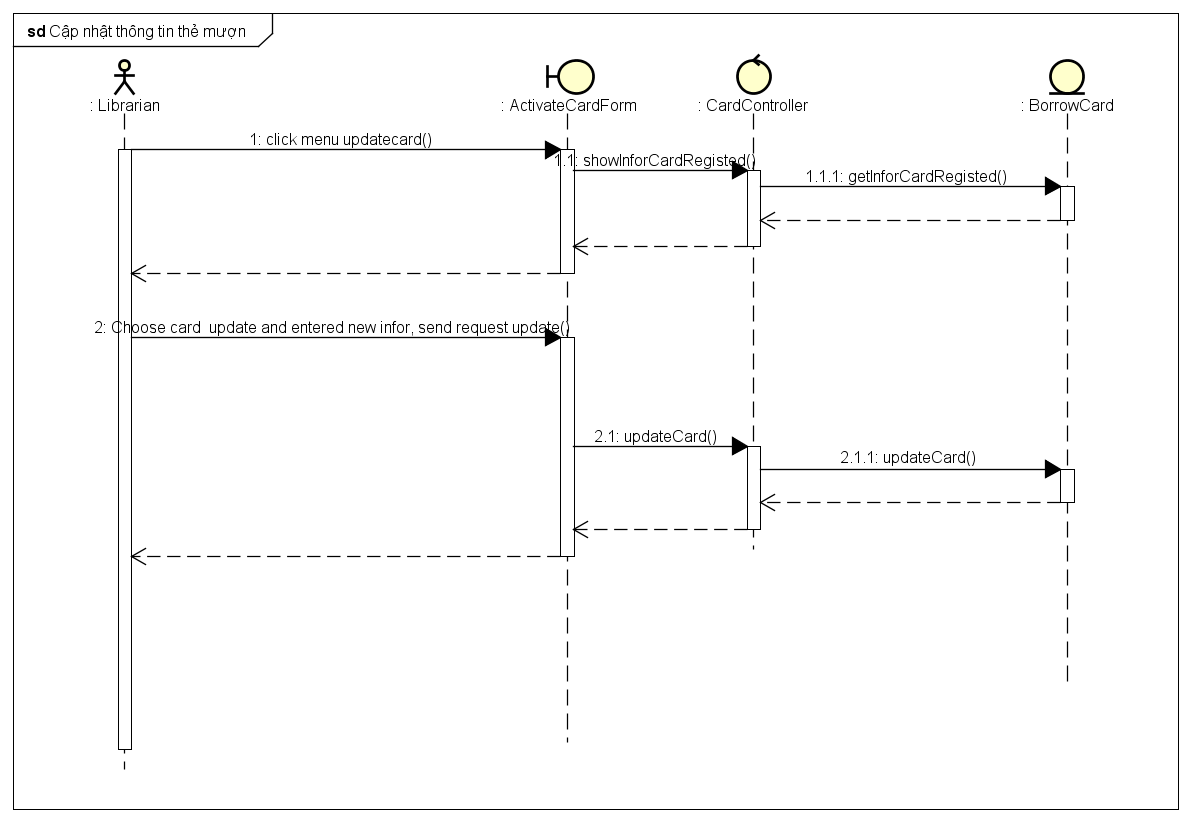 sd Cập nhật thông tin thẻ mượn
: Librarian
: ActivateCardForm
: CardController
: BorrowCard
1: click menu updatecard()
1.1: showInforCardRegisted()
1.1.1: getInforCardRegisted()
2: Choose card  update and entered new infor, send request update()
2.1: updateCard()
2.1.1: updateCard()